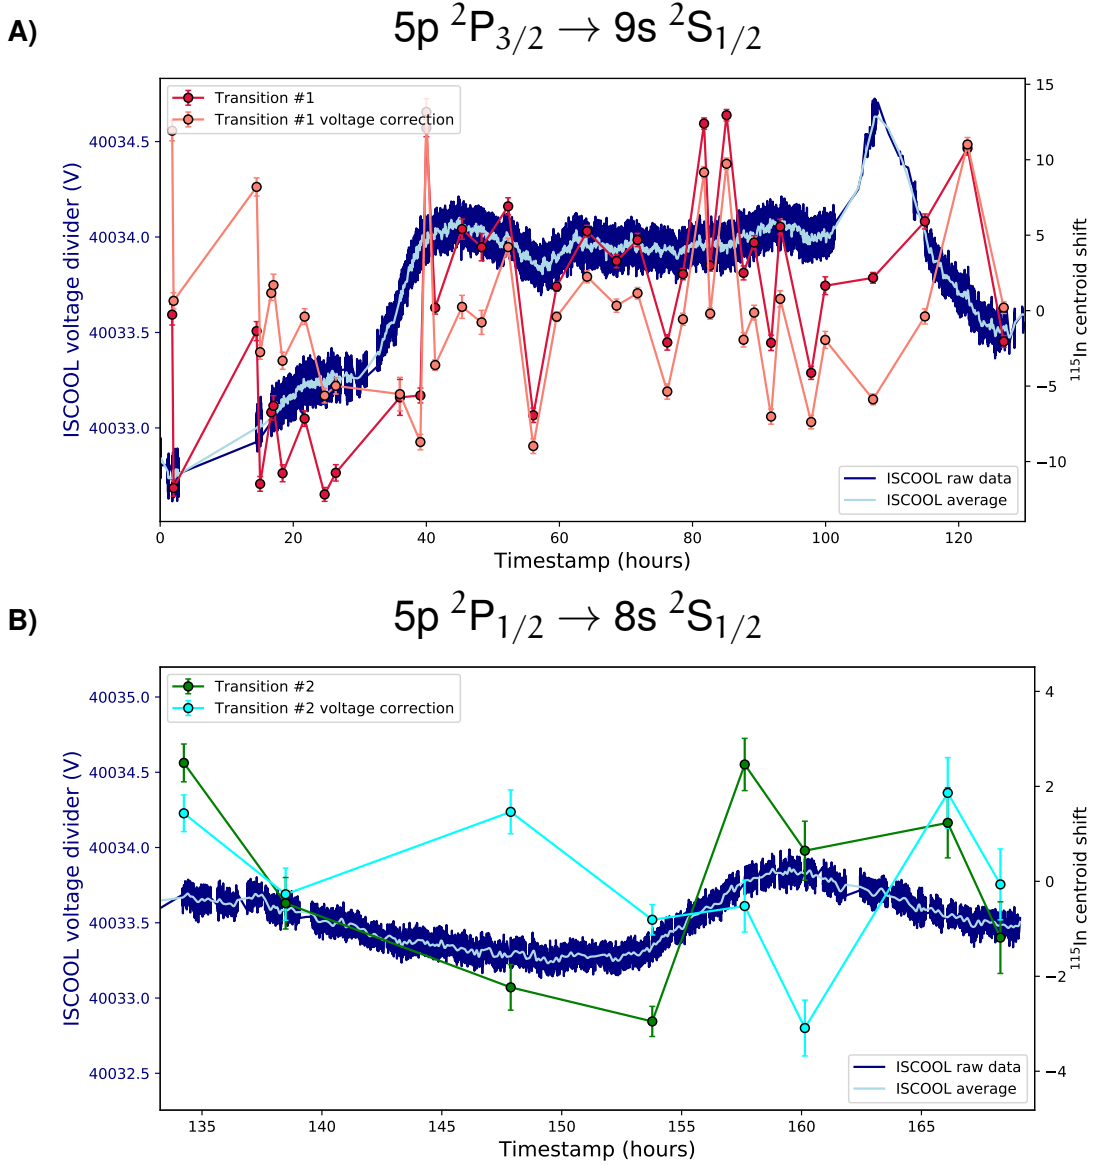 A)
5p ²P₃/₂ → 9s ²S₁/₂
Transition #1
Transition #1 voltage correction
ISCOOL voltage divider (V)
40034.5
40034.0
40033.5
40033.0
15
10
5
0
−5
−10
¹¹⁵In centroid shift
ISCOOL raw data
ISCOOL average
0 20 40 60 80 100 120
Timestamp (hours)
B)
5p ²P₁/₂ → 8s ²S₁/₂
Transition #2
Transition #2 voltage correction
ISCOOL voltage divider (V)
40035.0
40034.5
40034.0
40033.5
40033.0
40032.5
4
2
0
−2
−4
¹¹⁵In centroid shift
ISCOOL raw data
ISCOOL average
135 140 145 150 155 160 165
Timestamp (hours)